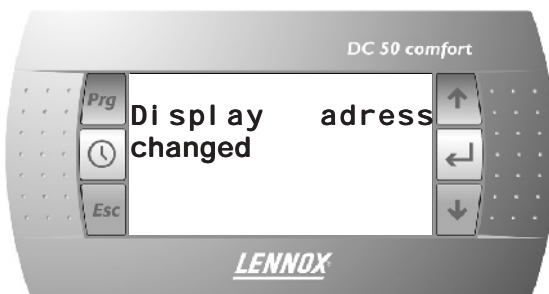 DC 50 comfort
Prg
Display adress
changed
Esc
LENNOX